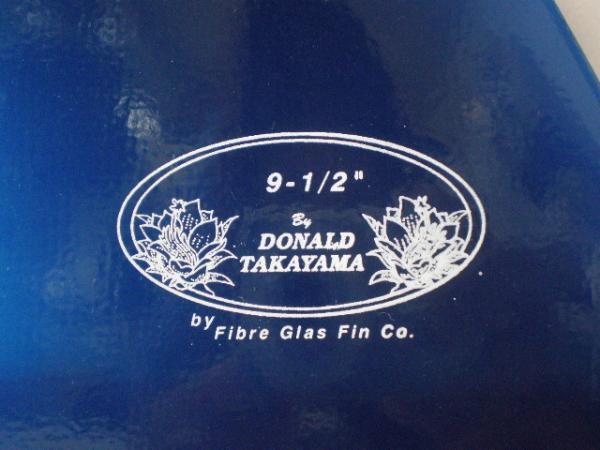 9-1/2"
By
DONALD
TAKAYAMA
by Fibre Glas Fin Co.